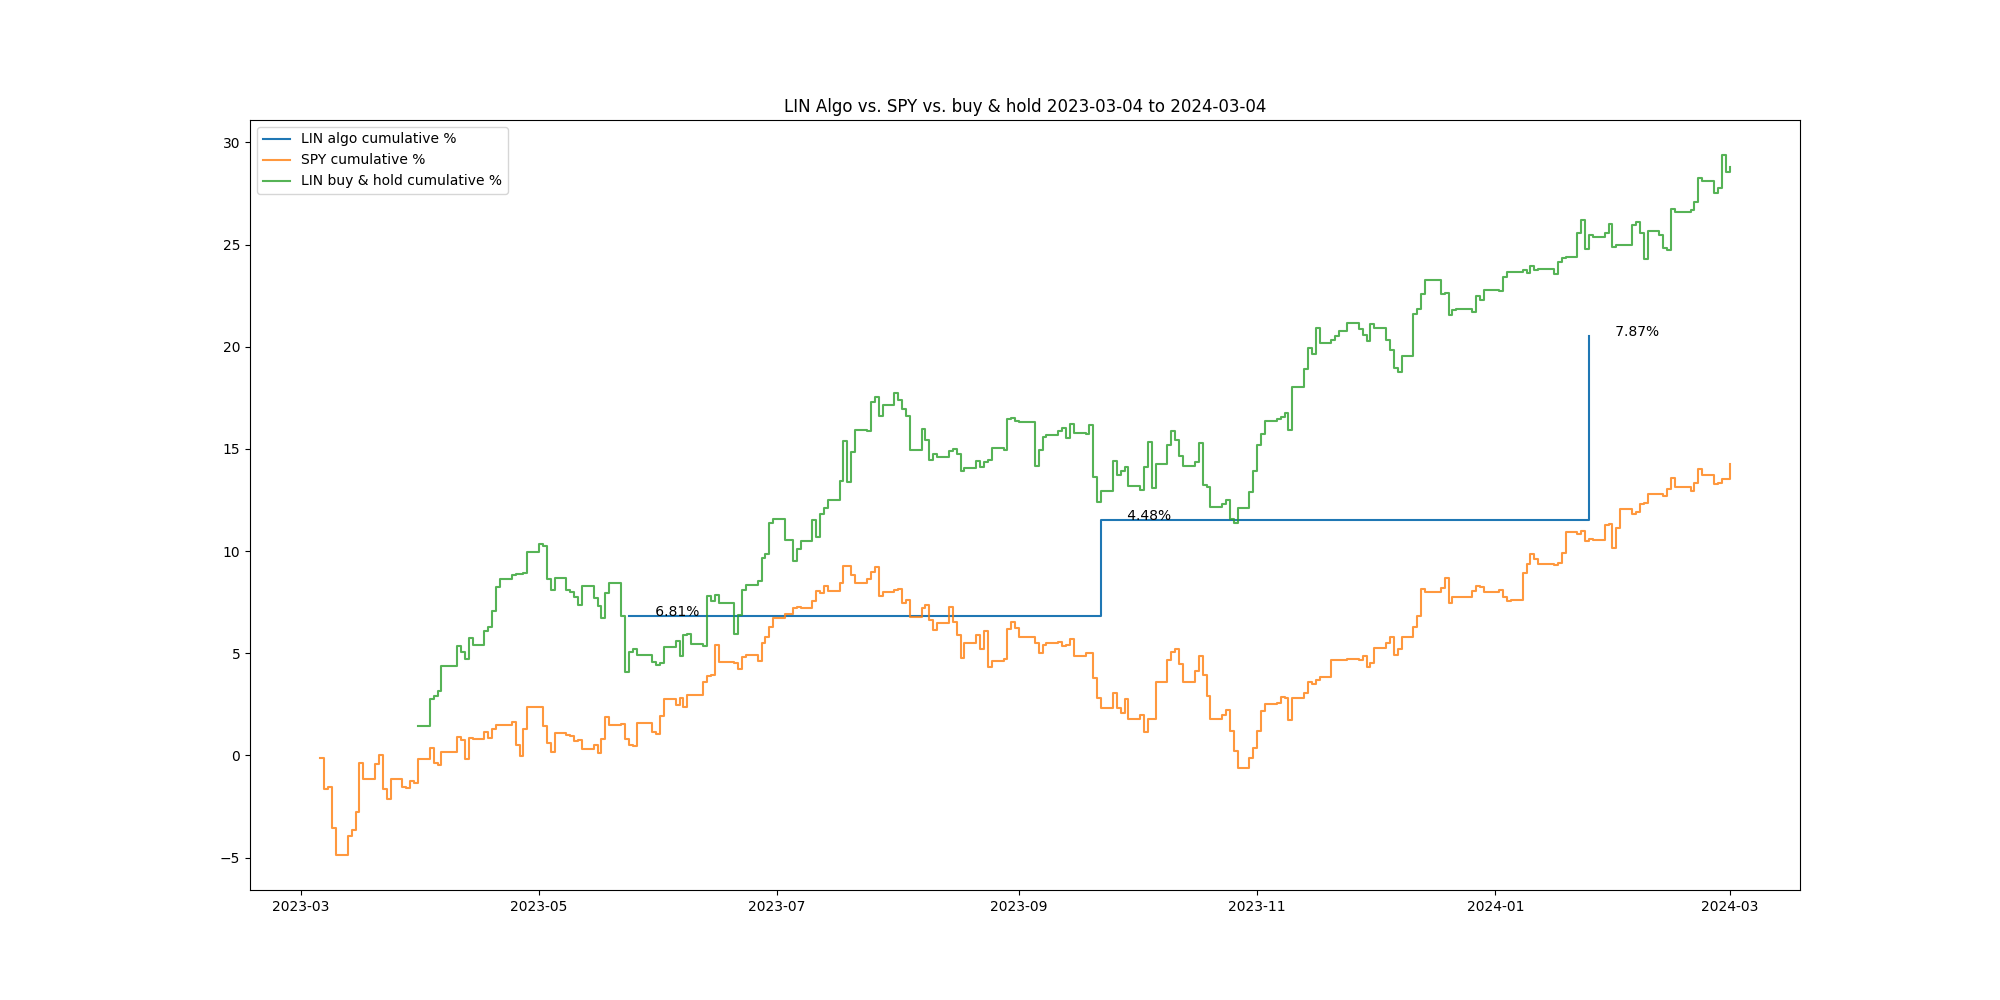 LIN Algo vs. SPY vs. buy & hold 2023-03-04 to 2024-03-04
LIN algo cumulative %
SPY cumulative %
LIN buy & hold cumulative %
30
25
20
15
10
5
0
−5
7.87%
4.48%
6.81%
2023-03 2023-05 2023-07 2023-09 2023-11 2024-01 2024-03